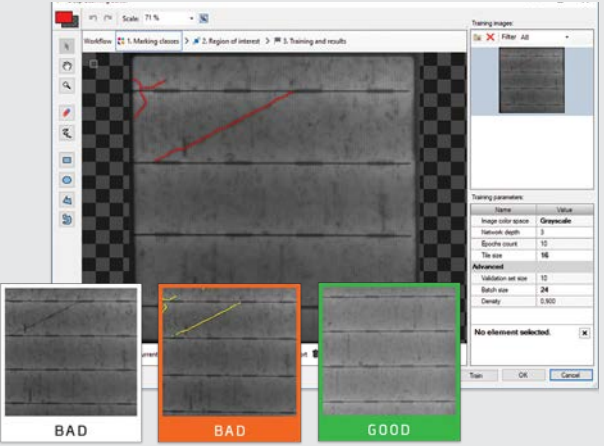 Scale: 71 %
Training images:
Workflow 1. Marking classes > 2. Region of interest > 3. Training and results
Filter All
Training parameters:
Name Value
Image color space Grayscale
Network depth 3
Epochs count 10
Tile size 16
Advanced
Validation set size 10
Batch size 24
Density 0.900
No element selected.
Train OK Cancel
BAD BAD GOOD